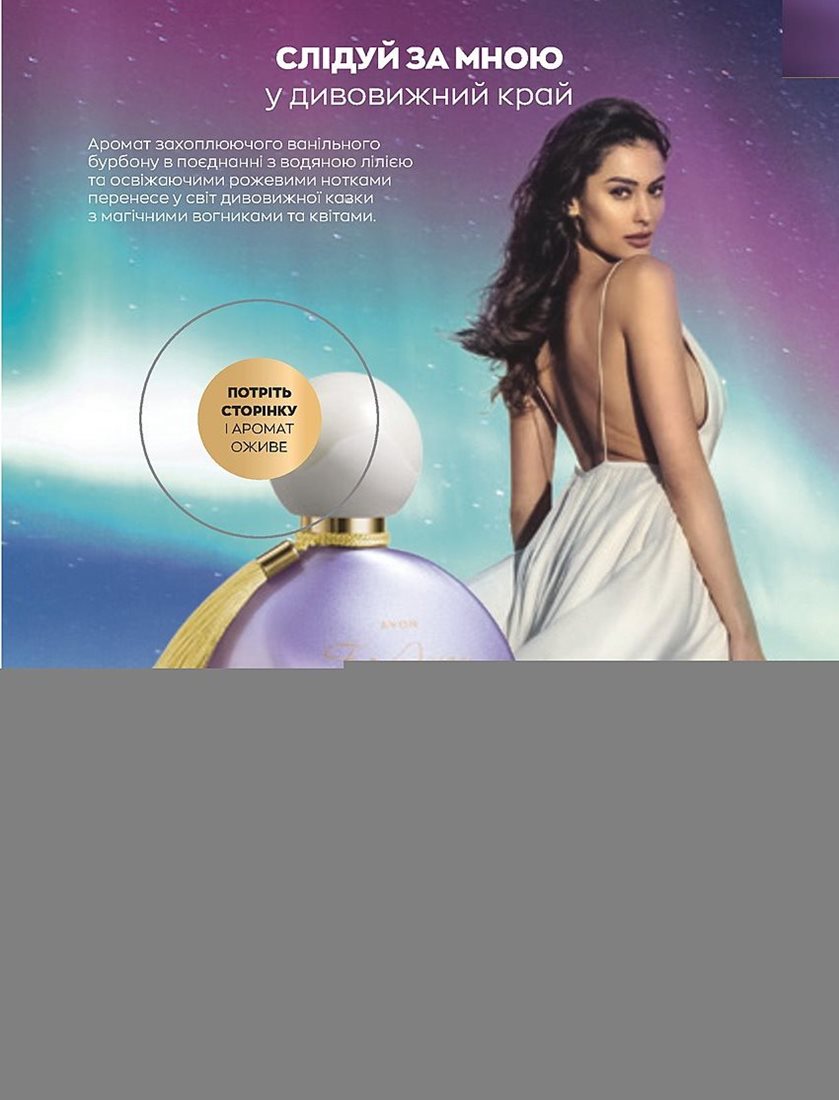 СЛІДУЙ ЗА МНОЮ
у дивовижний край
Аромат захоплюючого ванільного
бурбону в поєднанні з водяною лілією
та освіжаючими рожевими нотками
перенесе у світ дивовижної казки
з магічними вогниками та квітами.
ПОТРІТЬ
СТОРІНКУ
І АРОМАТ
ОЖИВЕ
AVON